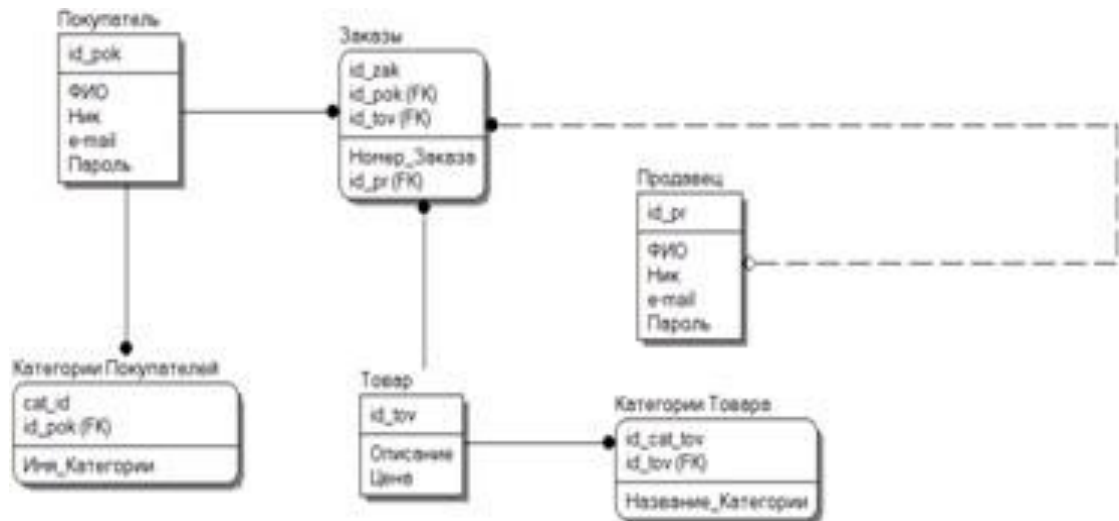 Покупатель
id_pok
ФИО
Ник
e-mail
Пароль
Заказы
id_zak
id_pok (FK)
id_tov (FK)
Номер_Заказа
id_pr (FK)
Продавец
id_pr
ФИО
Ник
e-mail
Пароль
Категории Покупателей
cat_id
id_pok (FK)
Имя_Категории
Товар
id_tov
Описание
Цена
Категории Товара
id_cat_tov
id_tov (FK)
Название_Категории